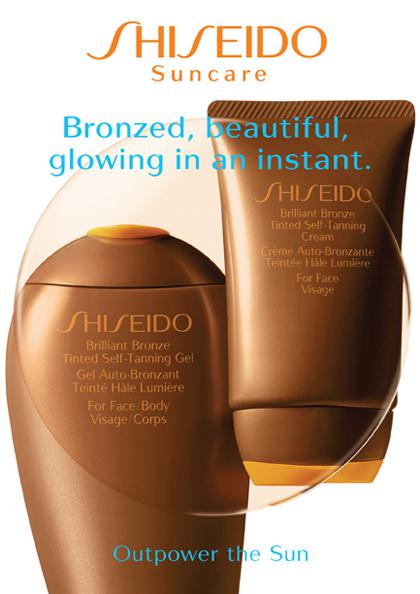 SHISEIDO
Suncare
Bronzed, beautiful,
glowing in an instant.
SHISEIDO
Brilliant Bronze
Tinted Self-Tanning
Cream
Crème Auto-Bronzante
Teintée Hâle Lumière
For Face
Visage
SHISEIDO
Brilliant Bronze
Tinted Self-Tanning Gel
Gel Auto-Bronzant
Teinté Hâle Lumière
For Face/Body
Visage/Corps
Outpower the Sun